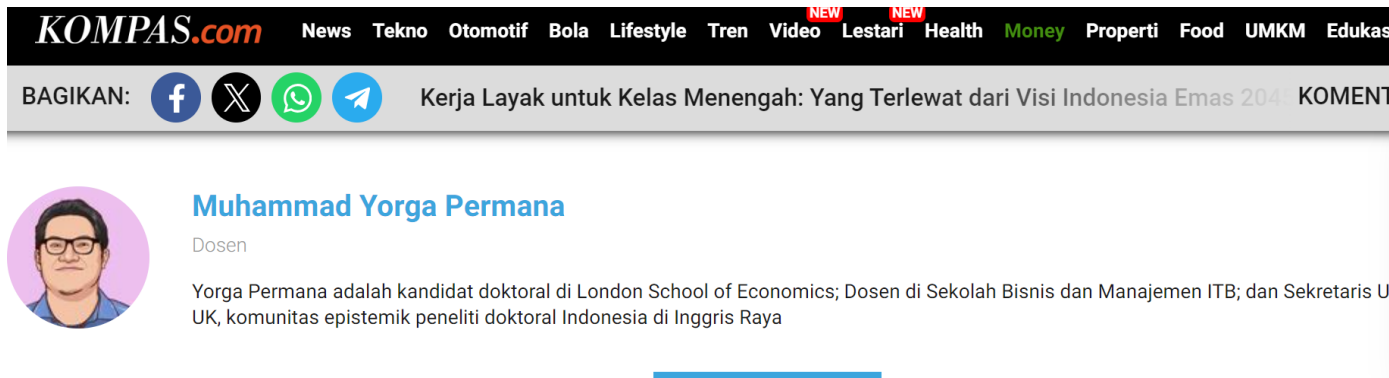 KOMPAS.com News Tekno Otomotif Bola Lifestyle Tren Video NEW Lestari NEW Health Money Properti Food UMKM Edukas
BAGIKAN: Kerja Layak untuk Kelas Menengah: Yang Terlewat dari Visi Indonesia Emas 2045 KOMENT
Muhammad Yorga Permana
Dosen
Yorga Permana adalah kandidat doktoral di London School of Economics; Dosen di Sekolah Bisnis dan Manajemen ITB; dan Sekretaris U
UK, komunitas epistemik peneliti doktoral Indonesia di Inggris Raya